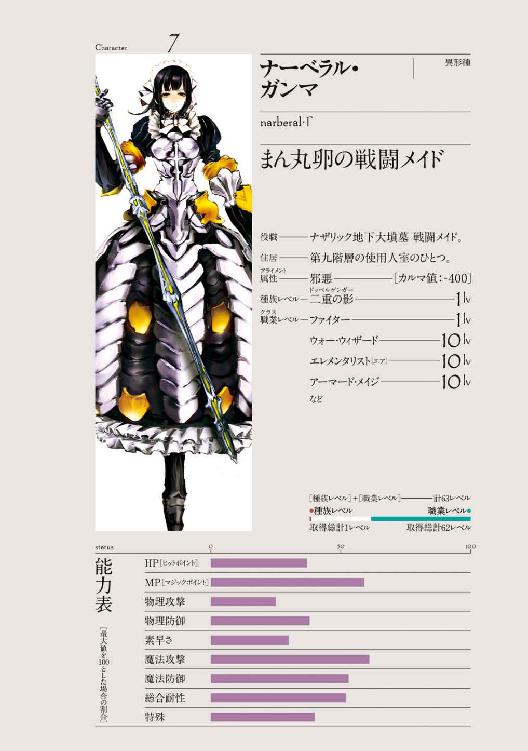 Character 7
ナーベラル・
ガンマ
異形種
narberal・Γ
まん丸卵の戦闘メイド
役職 ナザリック地下大墳墓 戦闘メイド。
住居 第九階層の使用人室のひとつ。
アライメント
属性 邪悪 [カルマ値:-400]
ドッペルゲンガー
種族レベル 二重の影 1lv
クラス
職業レベル ファイター 1lv
ウォー・ウィザード 10lv
エレメンタリスト(エア) 10lv
アーマード・メイジ 10lv
など
[種族レベル]+[職業レベル] 計63レベル
●種族レベル 職業レベル●
取得総計1レベル 取得総計62レベル
status 0 50 100
能力表
[最大値を100とした場合の割合]
HP[ヒットポイント]
MP[マジックポイント]
物理攻撃
物理防御
素早さ
魔法攻撃
魔法防御
総合耐性
特殊